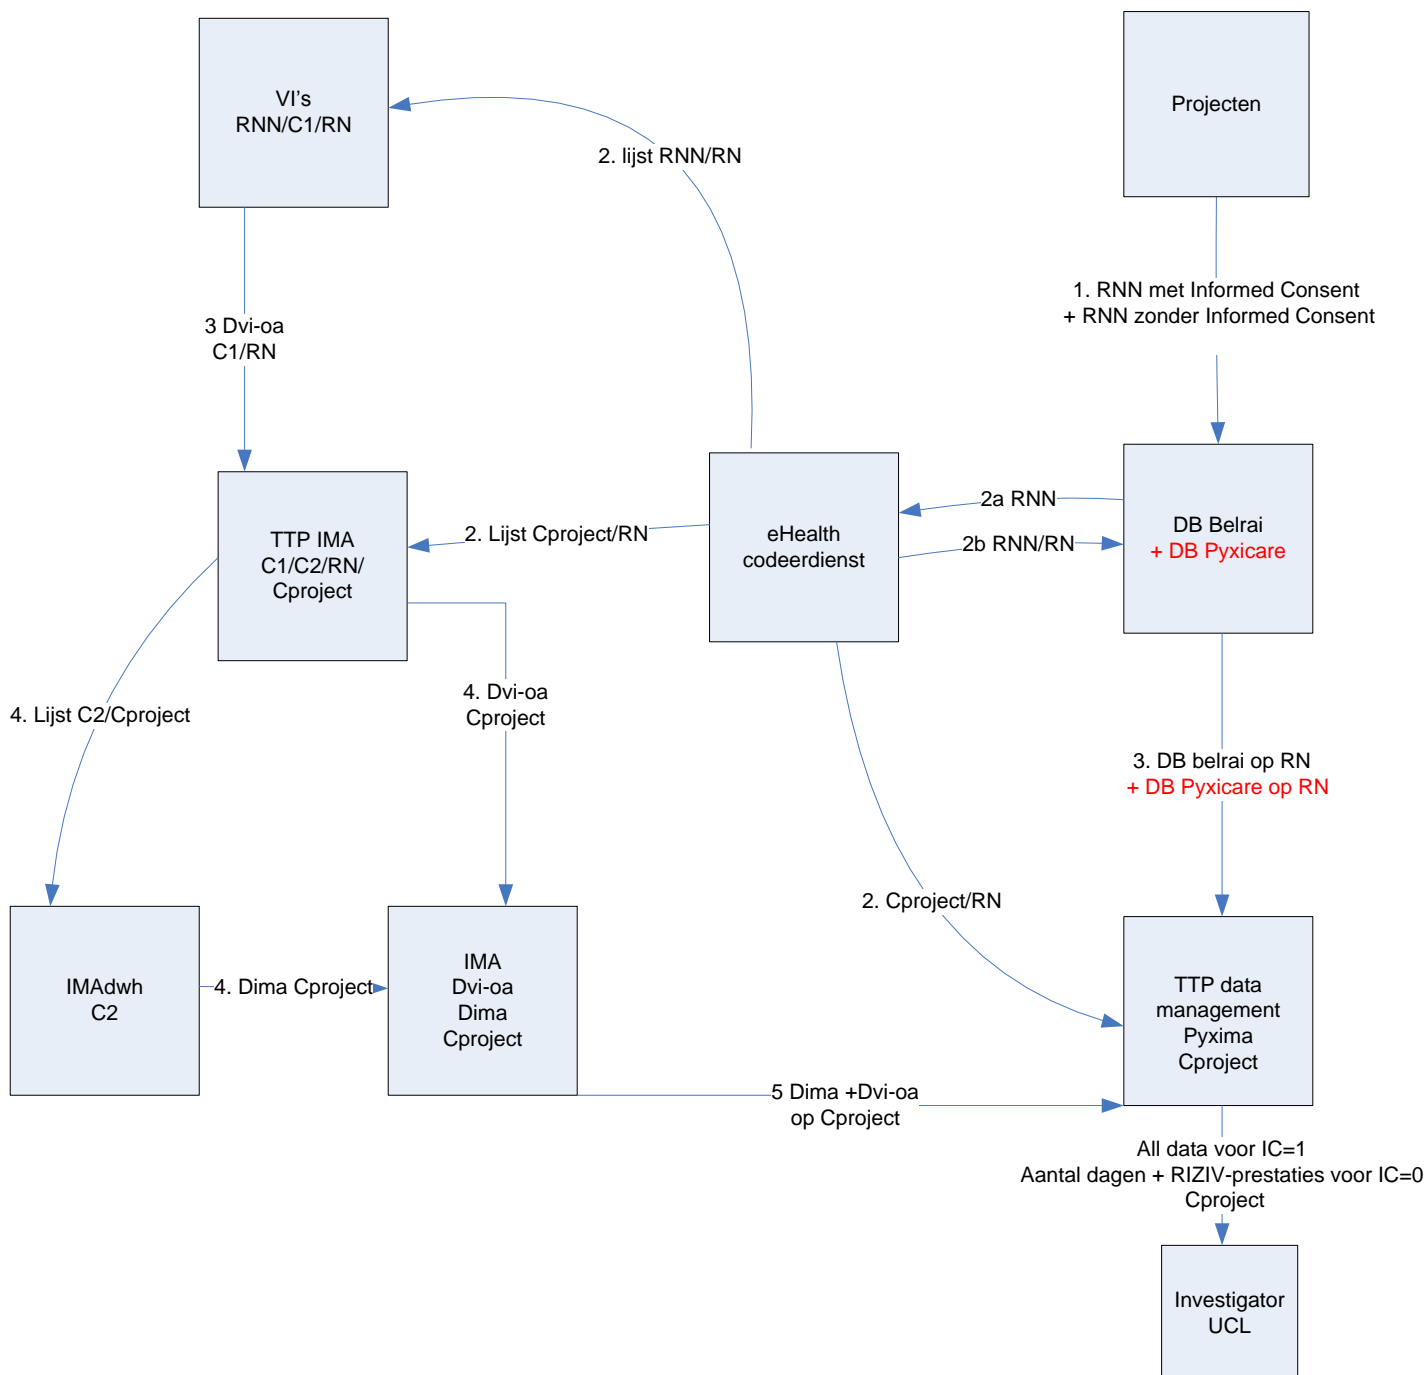 VI's
RNN/C1/RN
Projecten
2. lijst RNN/RN
1. RNN met Informed Consent
+ RNN zonder Informed Consent
3 Dvi-oa
C1/RN
TTP IMA
C1/C2/RN/
Cproject
2. Lijst Cproject/RN
eHealth
codeerdienst
2a RNN
2b RNN/RN
DB Belrai
+ DB Pyxicare
4. Lijst C2/Cproject
4. Dvi-oa
Cproject
3. DB belrai op RN
+ DB Pyxicare op RN
2. Cproject/RN
IMAdwh
C2
4. Dima Cproject
IMA
Dvi-oa
Dima
Cproject
TTP data
management
Pyxima
Cproject
5 Dima +Dvi-oa
op Cproject
All data voor IC=1
Aantal dagen + RIZIV-prestaties voor IC=0
Cproject
Investigator
UCL